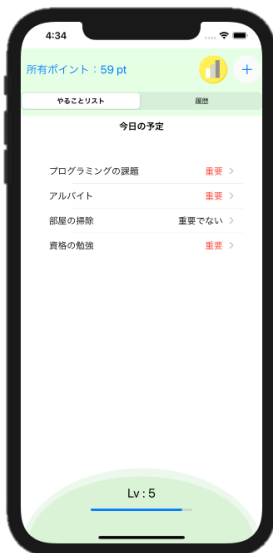 4:34
所有ポイント：59 pt
+
やることリスト 履歴
今日の予定
プログラミングの課題 重要 >
アルバイト 重要 >
部屋の掃除 重要でない >
資格の勉強 重要 >
Lv : 5